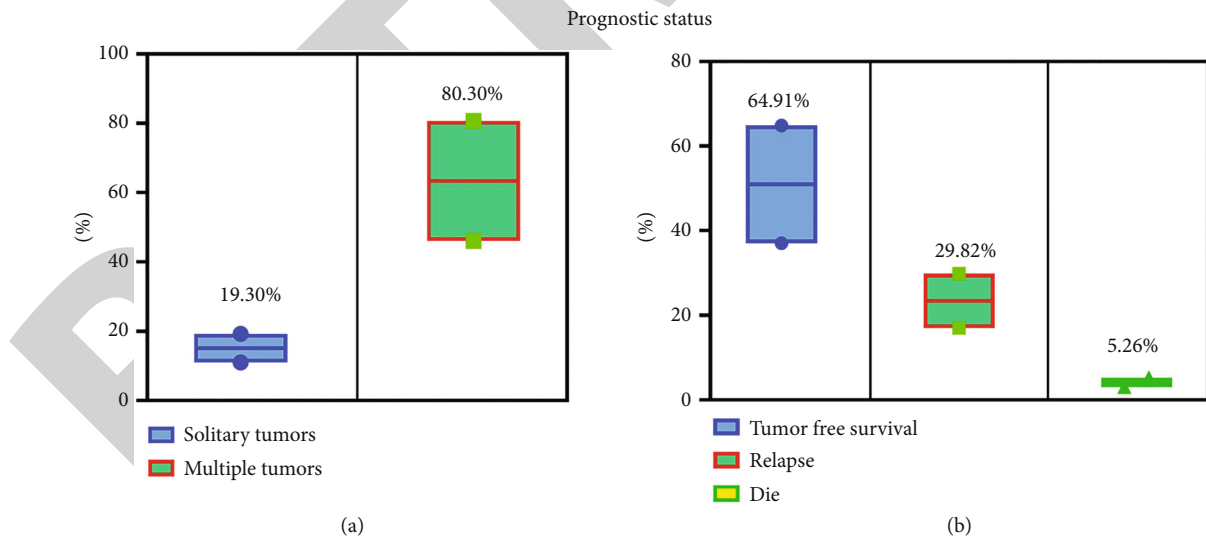 Prognostic status
100
80
60
40
20
0
(%)
19.30%
80.30%
Solitary tumors
Multiple tumors
(a)
80
60
40
20
0
(%)
64.91%
29.82%
5.26%
Tumor free survival
Relapse
Die
(b)